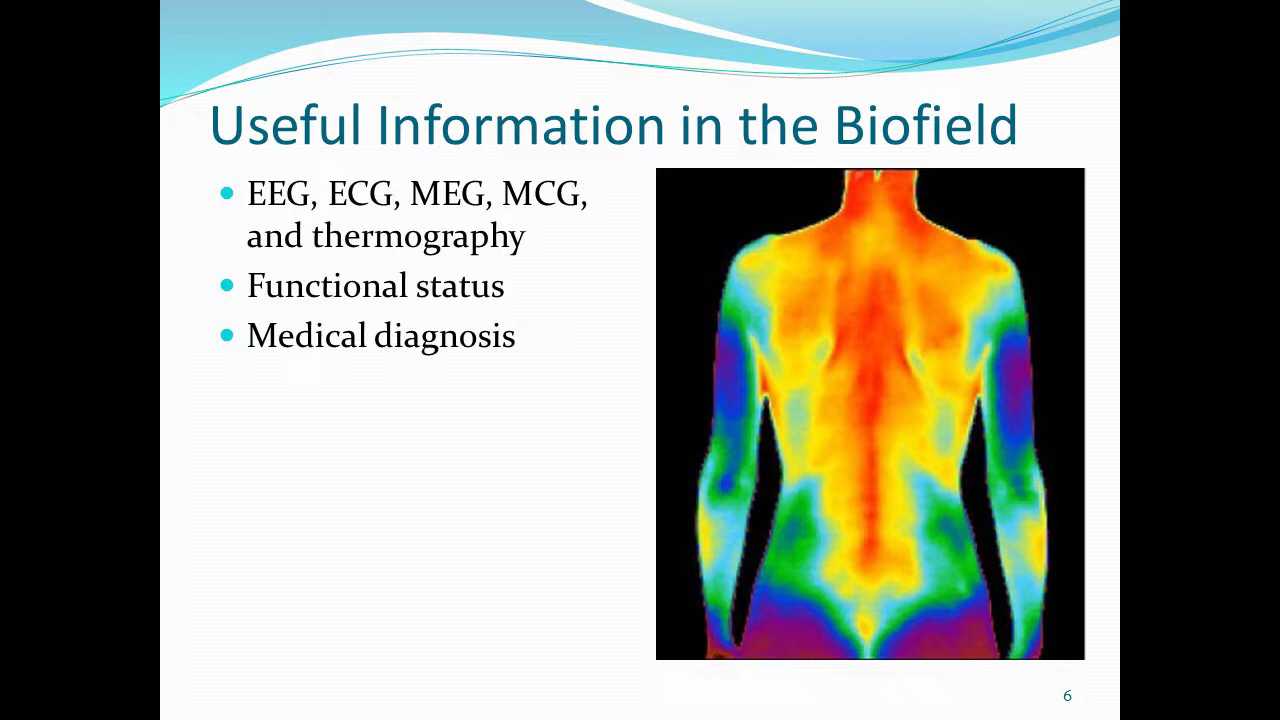 Useful Information in the Biofield
• EEG, ECG, MEG, MCG,
and thermography
• Functional status
• Medical diagnosis
6